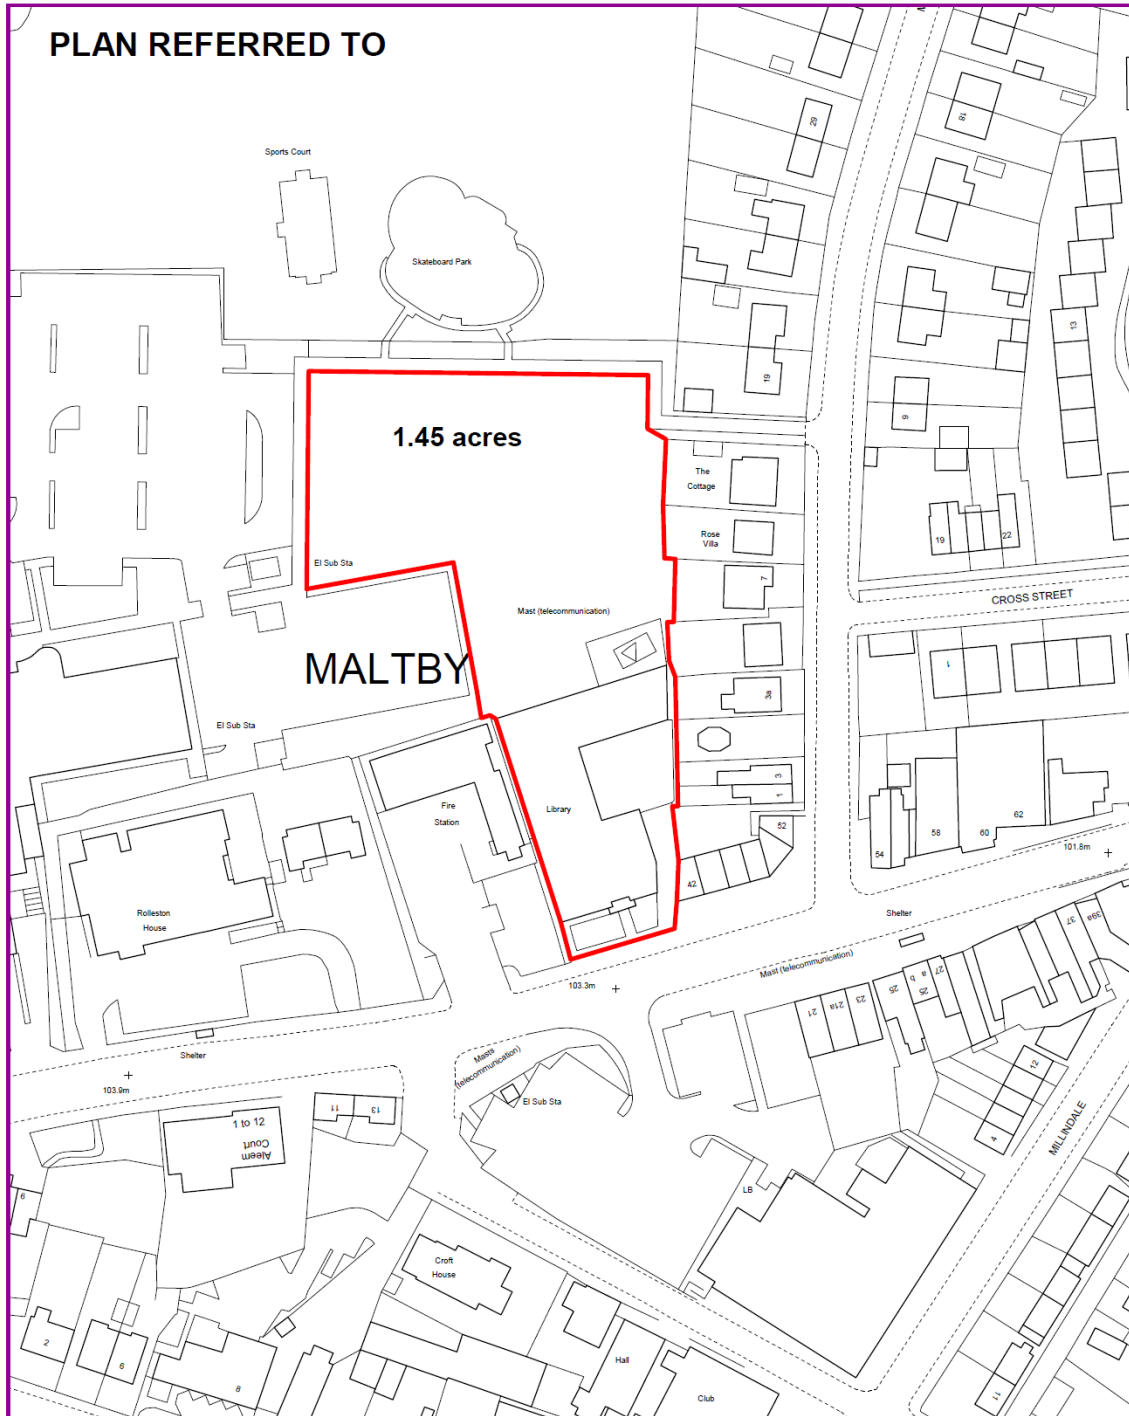 PLAN REFERRED TO
29
18
Sports Court
Skateboard Park
13
19
9
1.45 acres
The
Cottage
Rose
Villa
19
22
El Sub Sta
7
CROSS STREET
Mast (telecommunication)
MALTBY
1
3a
El Sub Sta
3
1
Fire
Station
Library
52
62
58
60
54
101.8m
42
Rolleston
House
Shelter
37
39a
Mast (telecommunication)
27
a b
25
25
23
21a
21
103.3m
Shelter
Masts
(telecommunication)
103.9m
El Sub Sta
12
4
MILLINDALE
11
13
1 to 12
Aleem
Court
LB
6
Croft
House
2
6
8
Hall
Club
11